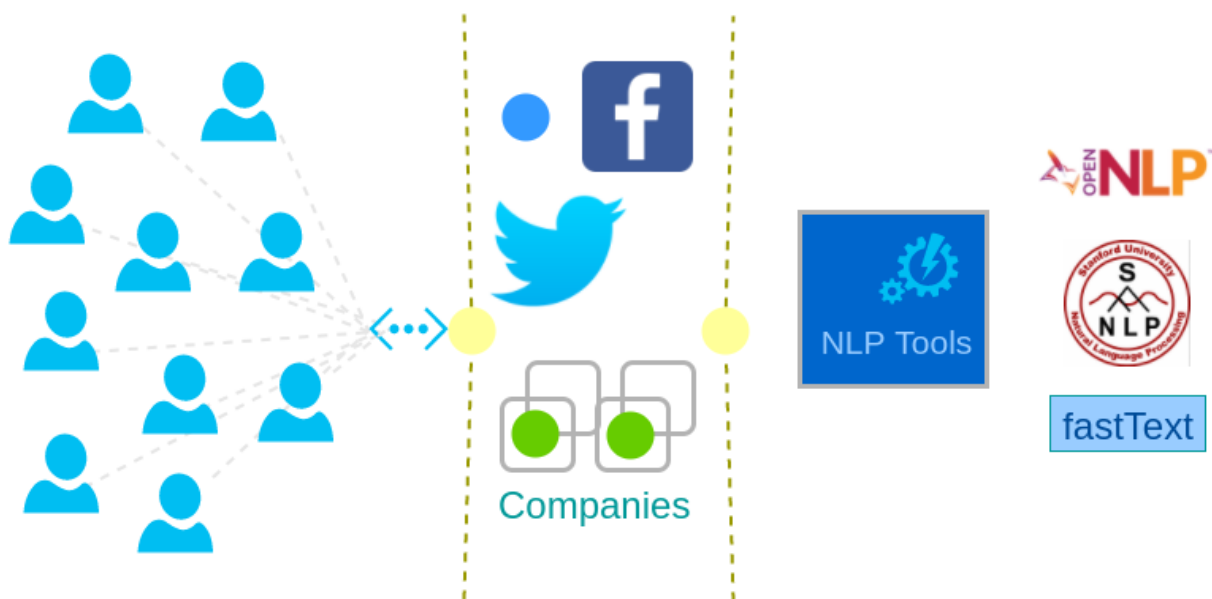 f
OPEN
NLP
Stanford University
S
NLP
Natural Language Processing
NLP Tools
fastText
Companies